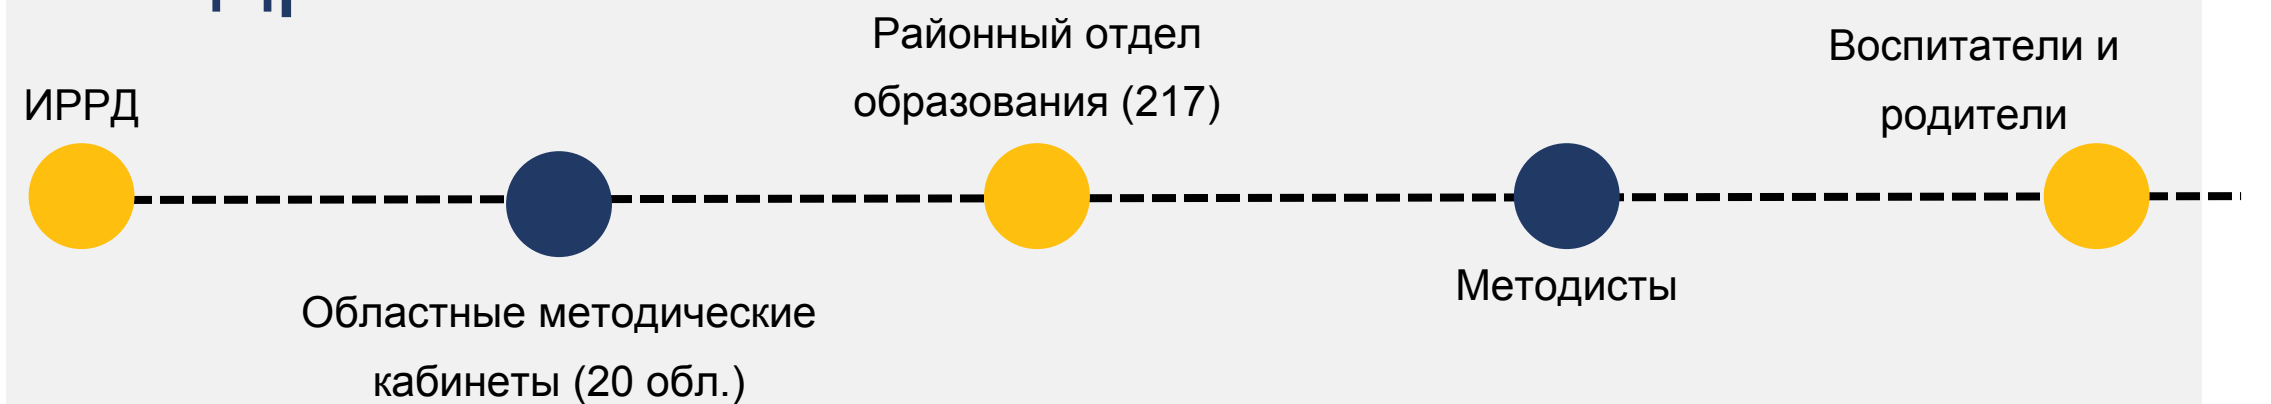 ИРРД
Областные методические
кабинеты (20 обл.)
Районный отдел
образования (217)
Методисты
Воспитатели и
родители